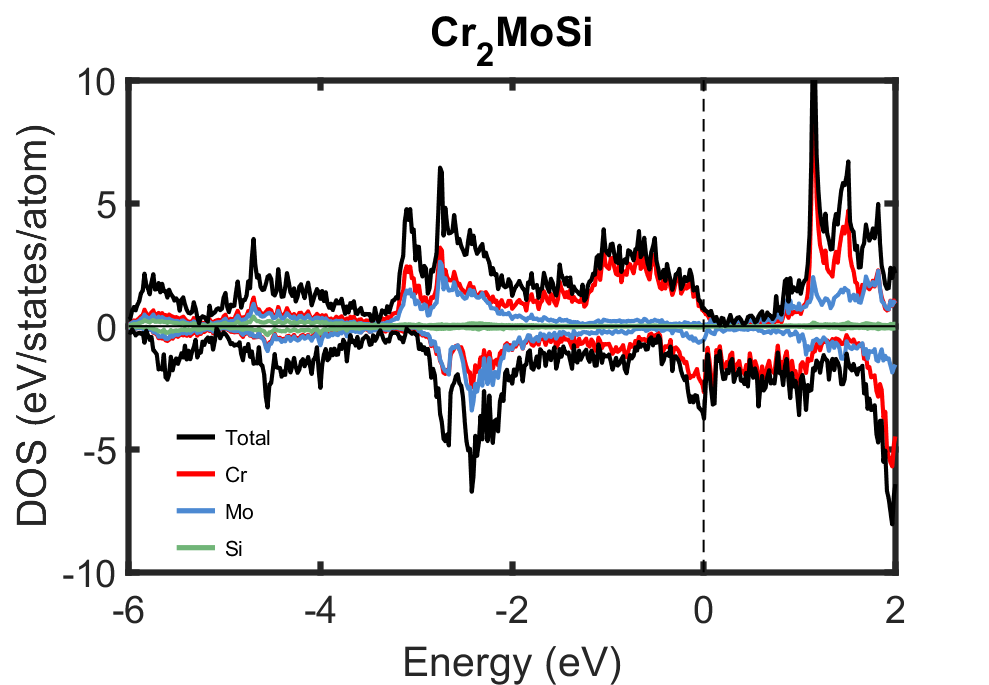 Cr2MoSi
10
5
0
-5
-10
DOS (eV/states/atom)
Total
Cr
Mo
Si
-6 -4 -2 0 2
Energy (eV)